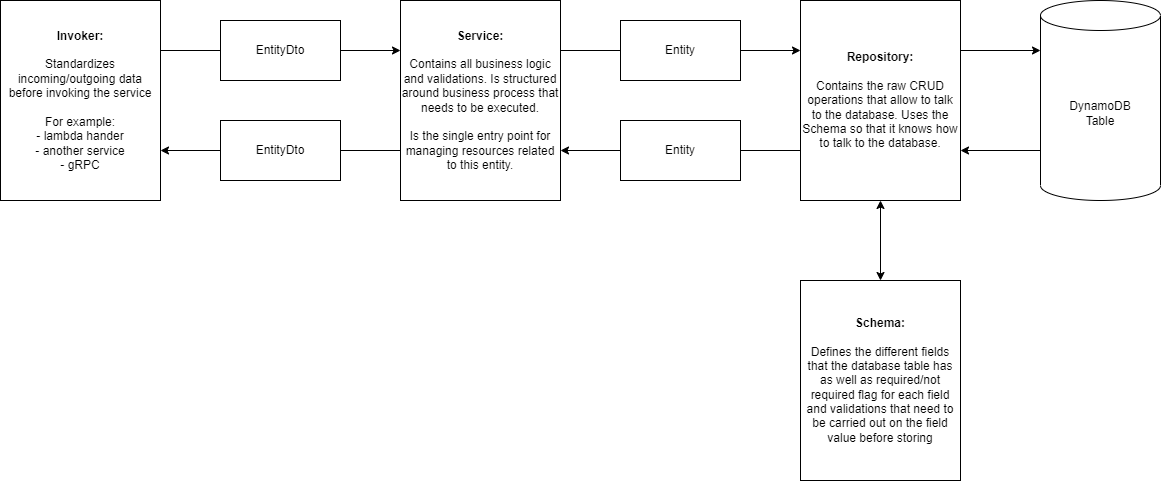 Invoker:
Standardizes
incoming/outgoing data
before invoking the service
For example:
- lambda hander
- another service
- gRPC
EntityDto
EntityDto
Service:
Contains all business logic
and validations. Is structured
around business process that
needs to be executed.
Is the single entry point for
managing resources related
to this entity.
Entity
Entity
Repository:
Contains the raw CRUD
operations that allow to talk
to the database. Uses the
Schema so that it knows how
to talk to the database.
DynamoDB
Table
Schema:
Defines the different fields
that the database table has
as well as required/not
required flag for each field
and validations that need to
be carried out on the field
value before storing